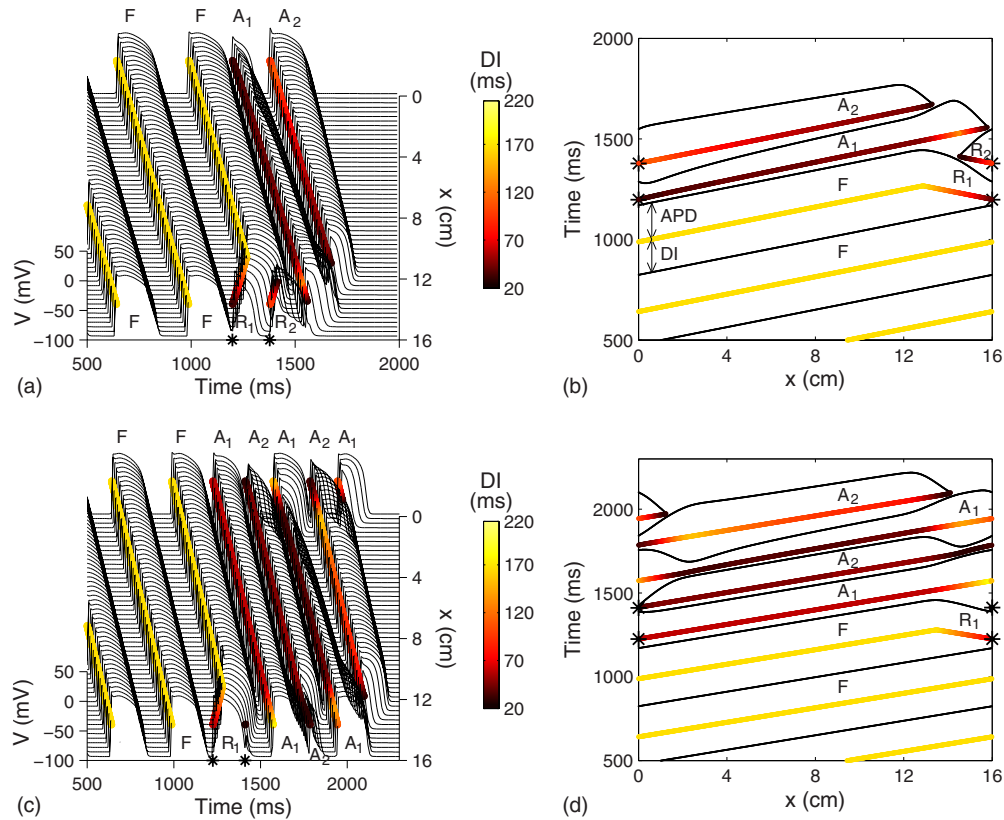 F F A1 A2
DI
(ms)
220
170
120
70
20
0
4
8
12
16
x (cm)
50
0
−50
−100
V (mV)
F F R1 R2
500 1000 1500 2000
Time (ms)
(a)
2000
1500
1000
500
Time (ms)
A2
A1
R2
R1
F
APD
DI
F
0 4 8 12 16
x (cm)
(b)
F F A1 A2 A1 A2 A1
DI
(ms)
220
170
120
70
20
0
4
8
12
16
x (cm)
50
0
−50
−100
V (mV)
F R1 A1 A2 A1
500 1000 1500 2000
Time (ms)
(c)
2000
1500
1000
500
Time (ms)
A2
A1
A2
A1
R1
F
F
0 4 8 12 16
x (cm)
(d)